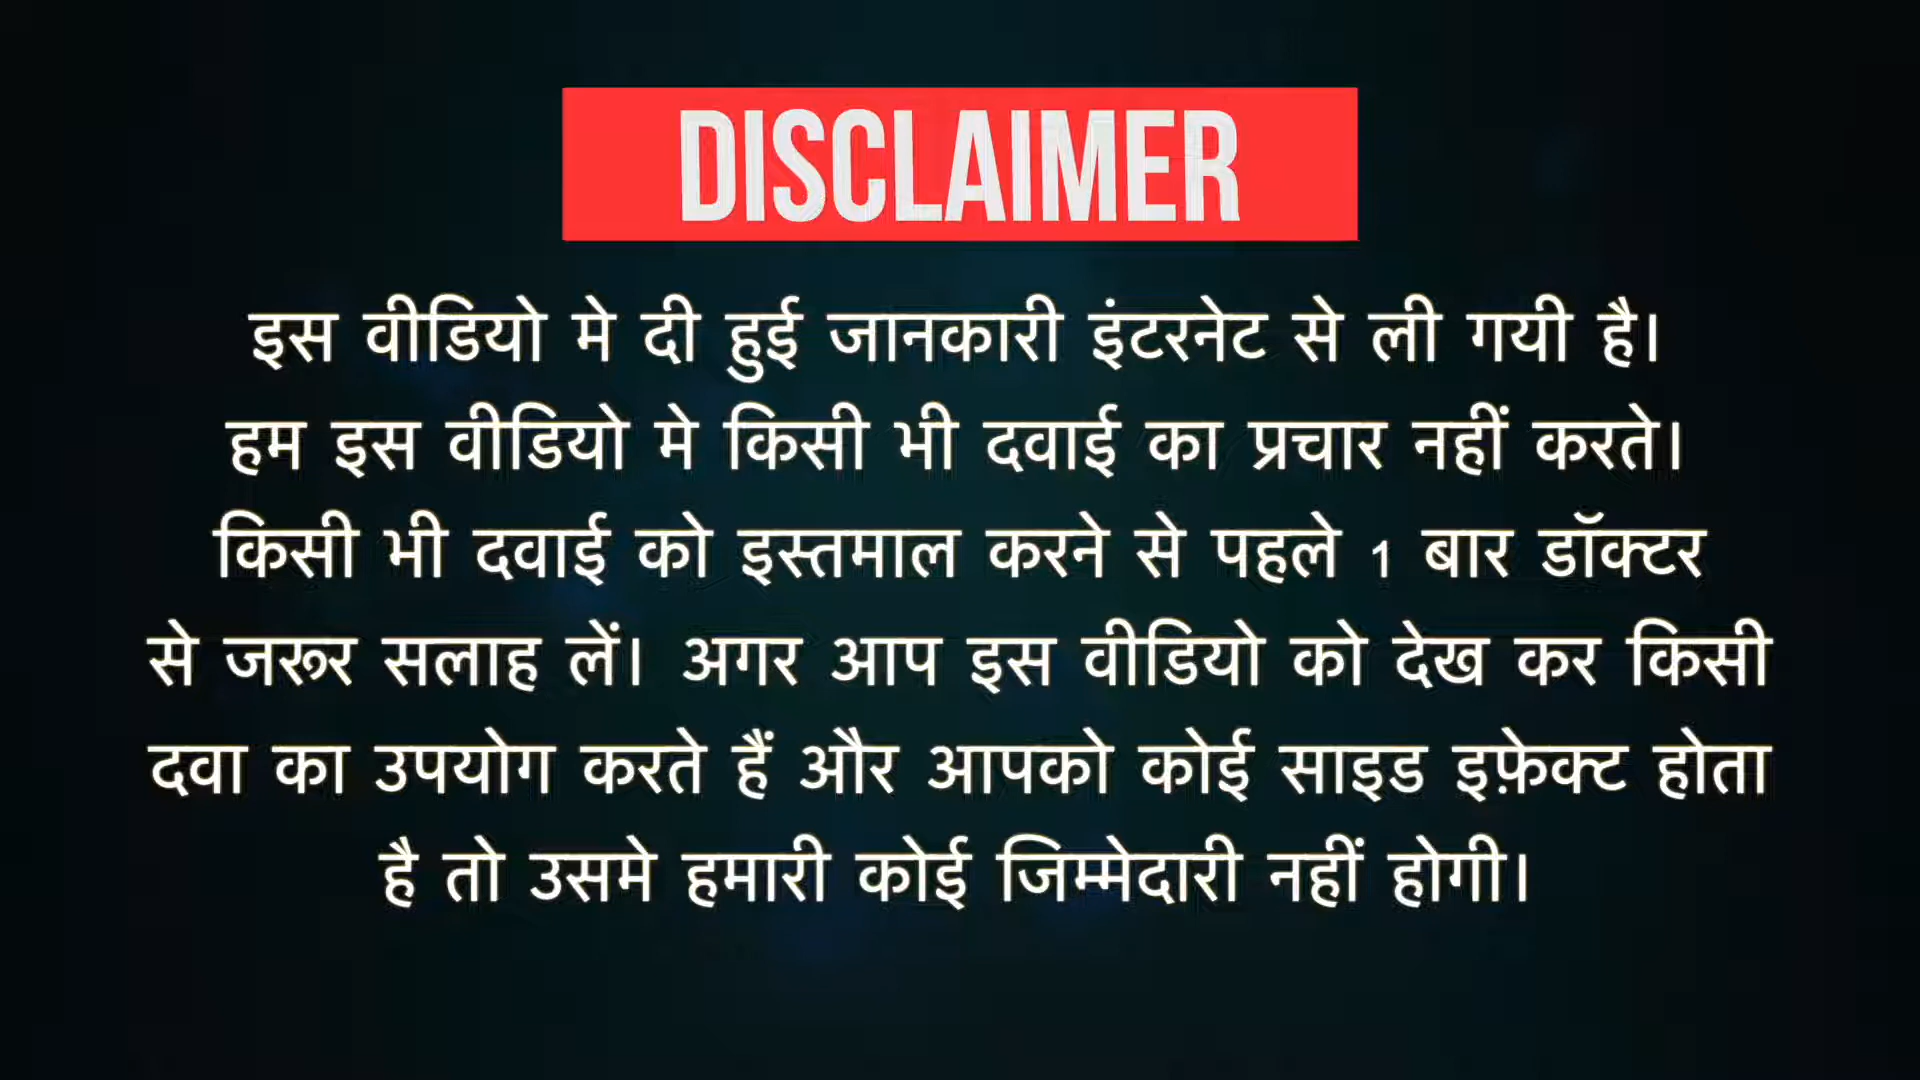 DISCLAIMER
इस वीडियो मे दी हुई जानकारी इंटरनेट से ली गयी है।
हम इस वीडियो मे किसी भी दवाई का प्रचार नहीं करते।
किसी भी दवाई को इस्तमाल करने से पहले 1 बार डॉक्टर
से जरूर सलाह लें। अगर आप इस वीडियो को देख कर किसी
दवा का उपयोग करते हैं और आपको कोई साइड इफ़ेक्ट होता
है तो उसमे हमारी कोई जिम्मेदारी नहीं होगी।